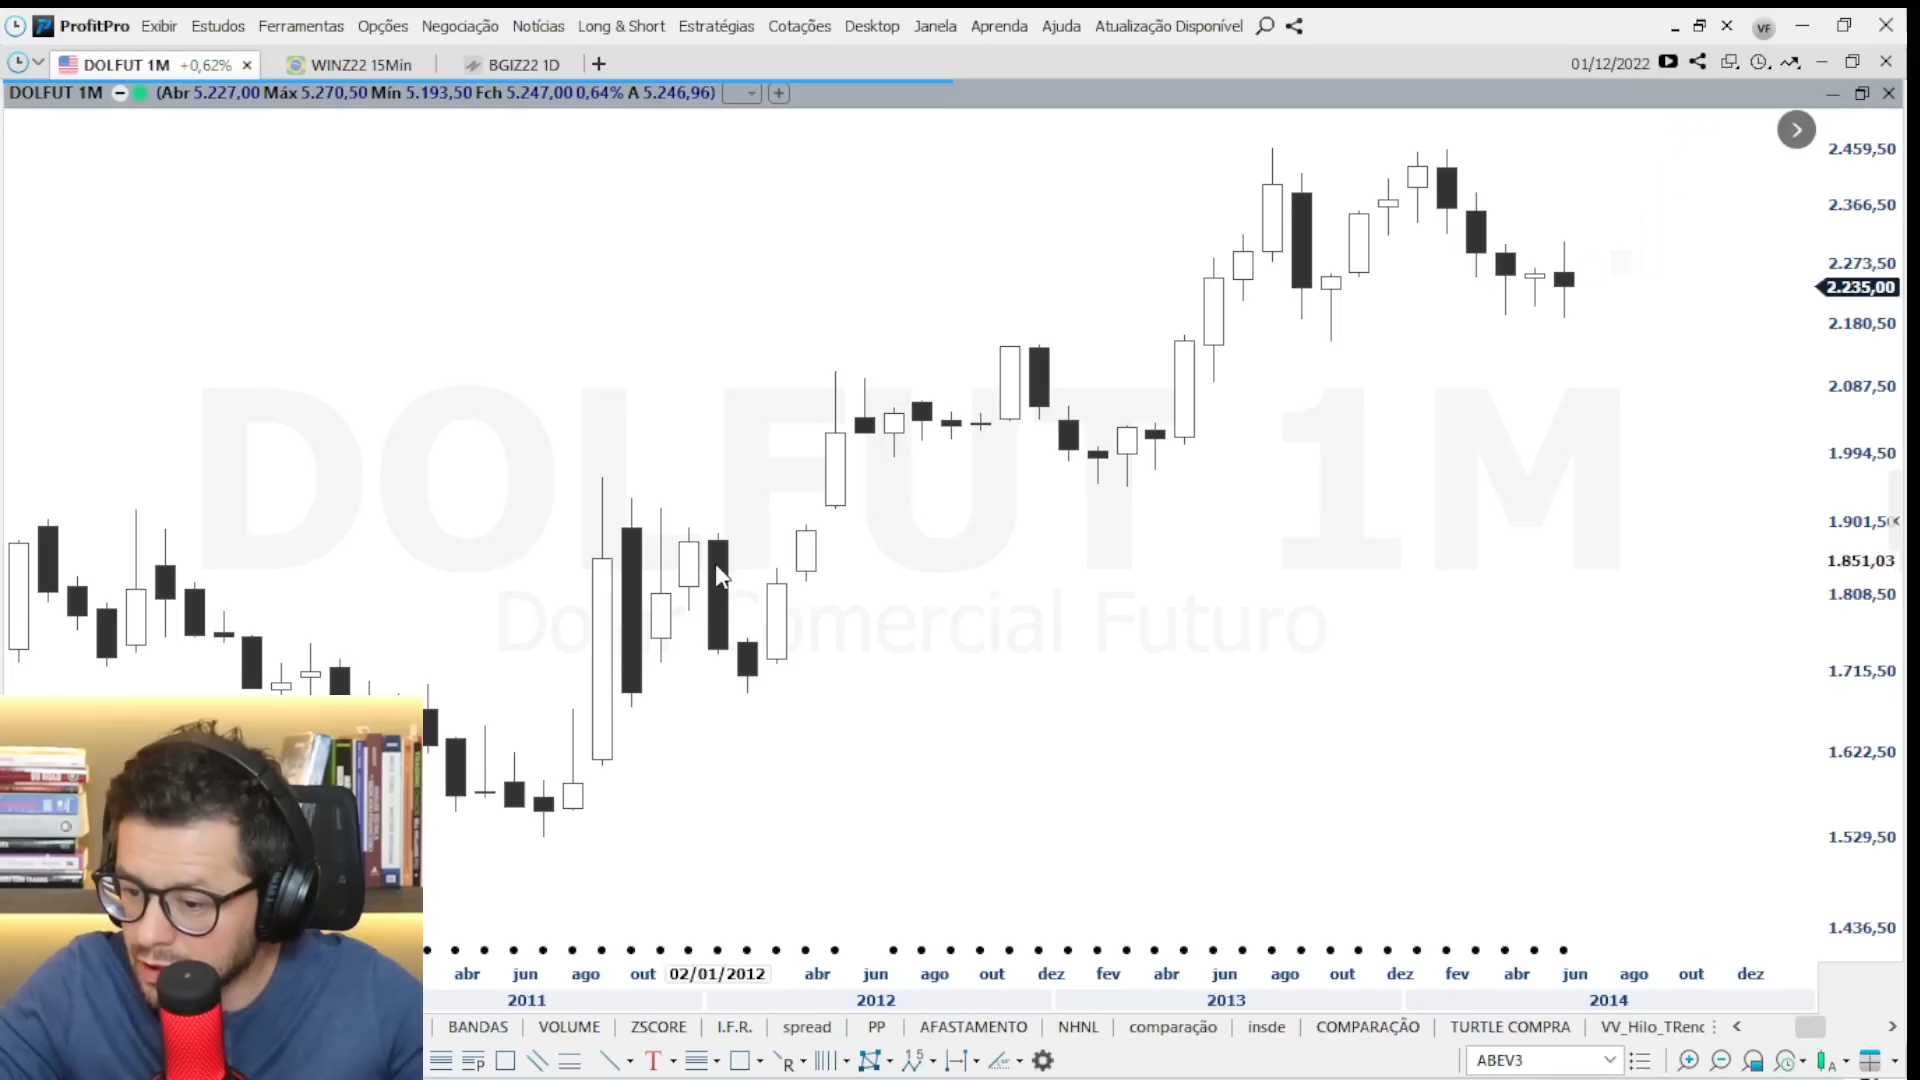 ProfitPro Exibir Estudos Ferramentas Opções Negociação Notícias Long & Short Estratégias Cotações Desktop Janela Aprenda Ajuda Atualização Disponível VF
DOLFUT 1M +0,62% × WINZ22 15Min BGIZ22 1D + 01/12/2022
DOLFUT 1M (Abr 5.227,00 Máx 5.270,50 Mín 5.193,50 Fch 5.247,00 0,64% A 5.246,96)
2.459,50
2.366,50
2.273,50
2.235,00
2.180,50
2.087,50
1.994,50
1.901,50
1.851,03
1.808,50
1.715,50
1.622,50
1.529,50
1.436,50
DOLFUT 1M
Dolar Comercial Futuro
abr jun ago out 02/01/2012 abr jun ago out dez fev abr jun ago out dez fev abr jun ago out dez
2011 2012 2013 2014
BANDAS VOLUME ZSCORE I.F.R. spread PP AFASTAMENTO NHNL comparação insde COMPARAÇÃO TURTLE COMPRA
ABEV3